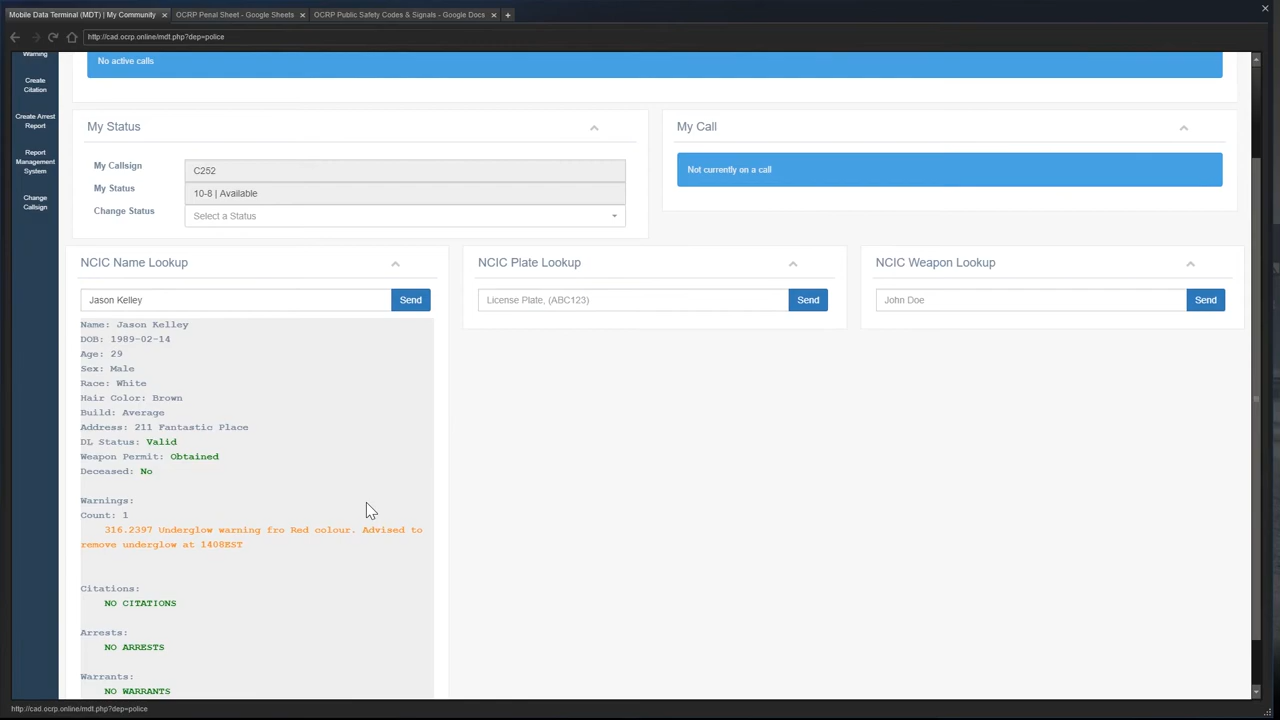 Mobile Data Terminal (MDT) | My Community
OCRP Penal Sheet - Google Sheets
OCRP Public Safety Codes & Signals - Google Docs
http://cad.ocrp.online/mdt.php?dep=police
Warning
Create
Citation
Create Arrest
Report
Report
Management
System
Change
Callsign
No active calls
My Status
My Callsign
C252
My Status
10-8 | Available
Change Status
Select a Status
My Call
Not currently on a call
NCIC Name Lookup
Jason Kelley
Send
Name: Jason Kelley
DOB: 1989-02-14
Age: 29
Sex: Male
Race: White
Hair Color: Brown
Build: Average
Address: 211 Fantastic Place
DL Status: Valid
Weapon Permit: Obtained
Deceased: No
Warnings:
Count: 1
316.2397 Underglow warning fro Red colour. Advised to
remove underglow at 1408EST
Citations:
NO CITATIONS
Arrests:
NO ARRESTS
Warrants:
NO WARRANTS
NCIC Plate Lookup
License Plate, (ABC123)
Send
NCIC Weapon Lookup
John Doe
Send
http://cad.ocrp.online/mdt.php?dep=police